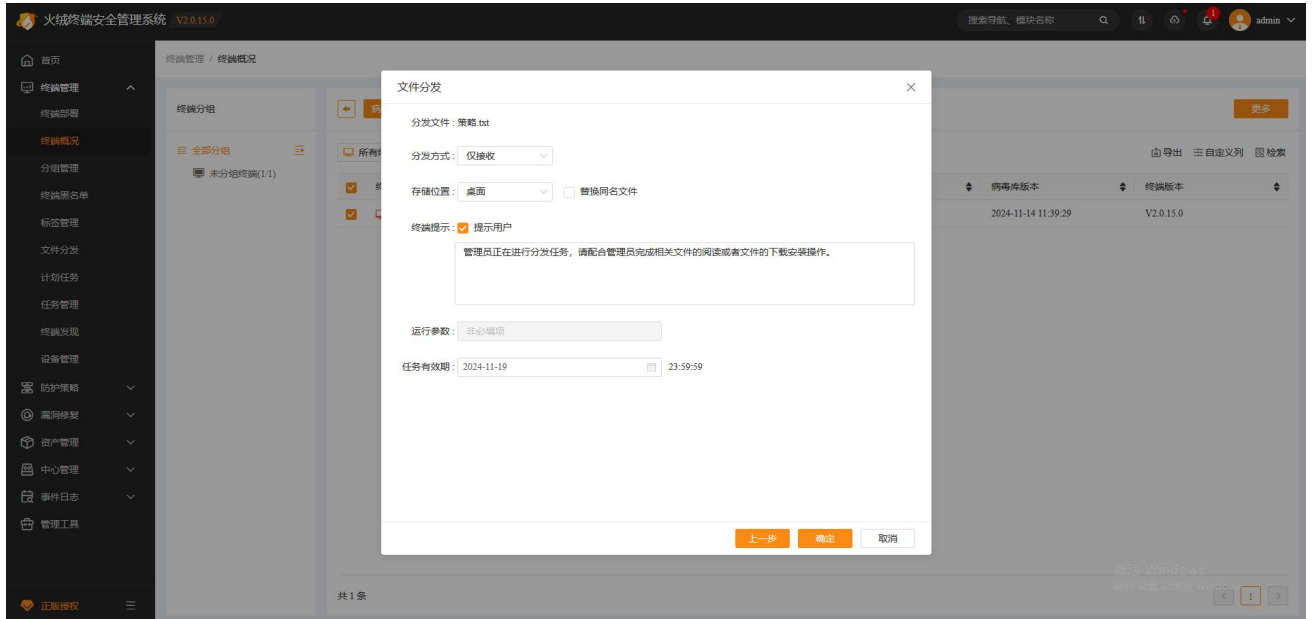 火绒终端安全管理系统 V2.0.15.0
搜索导航、模块名称
1
admin
首页
终端管理
终端部署
终端概况
分组管理
终端黑名单
标签管理
文件分发
计划任务
任务管理
终端发现
设备管理
防护策略
漏洞修复
资产管理
中心管理
事件日志
管理工具
正版授权
终端管理 / 终端概况
终端分组
全部分组
未分组终端(1/1)
更多
导出 自定义列 检索
病毒库版本 终端版本
2024-11-14 11:39:29 V2.0.15.0
文件分发
分发文件 : 策略.txt
分发方式 : 仅接收
存储位置 : 桌面 替换同名文件
终端提示 : 提示用户
管理员正在进行分发任务，请配合管理员完成相关文件的阅读或者文件的下载安装操作。
运行参数 : 非必填项
任务有效期 : 2024-11-19 23:59:59
上一步 确定 取消
共 1 条
激活 Windows
1